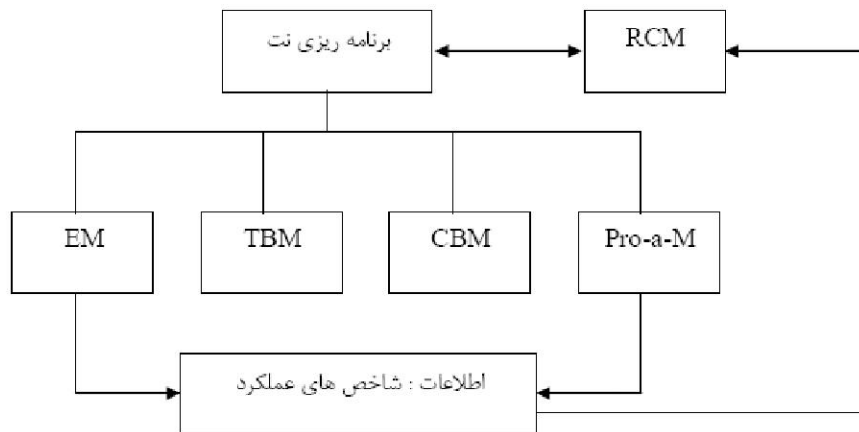 برنامه ریزی نت
RCM
EM
TBM
CBM
Pro-a-M
اطلاعات : شاخص های عملکرد